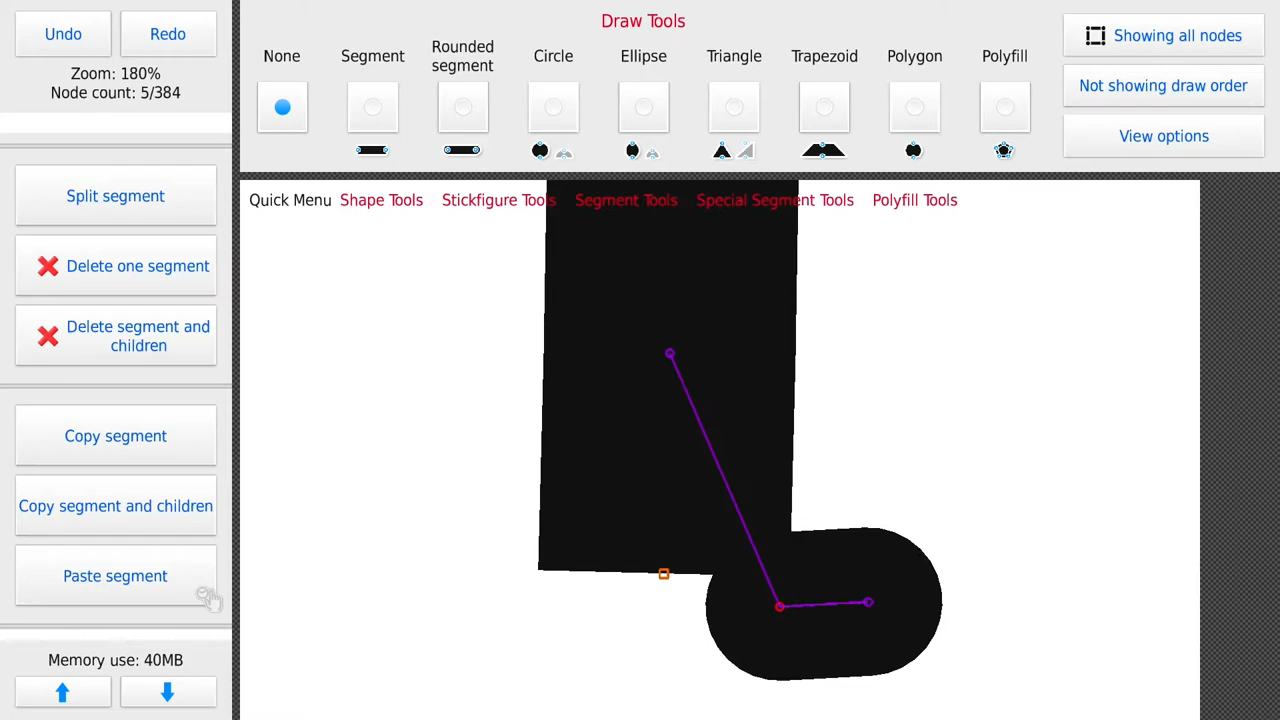 Undo
Redo
Zoom: 180%
Node count: 5/384
Split segment
Delete one segment
Delete segment and
children
Copy segment
Copy segment and children
Paste segment
Memory use: 40MB
Draw Tools
None
Segment
Rounded
segment
Circle
Ellipse
Triangle
Trapezoid
Polygon
Polyfill
Showing all nodes
Not showing draw order
View options
Quick Menu
Shape Tools
Stickfigure Tools
Segment Tools
Special Segment Tools
Polyfill Tools